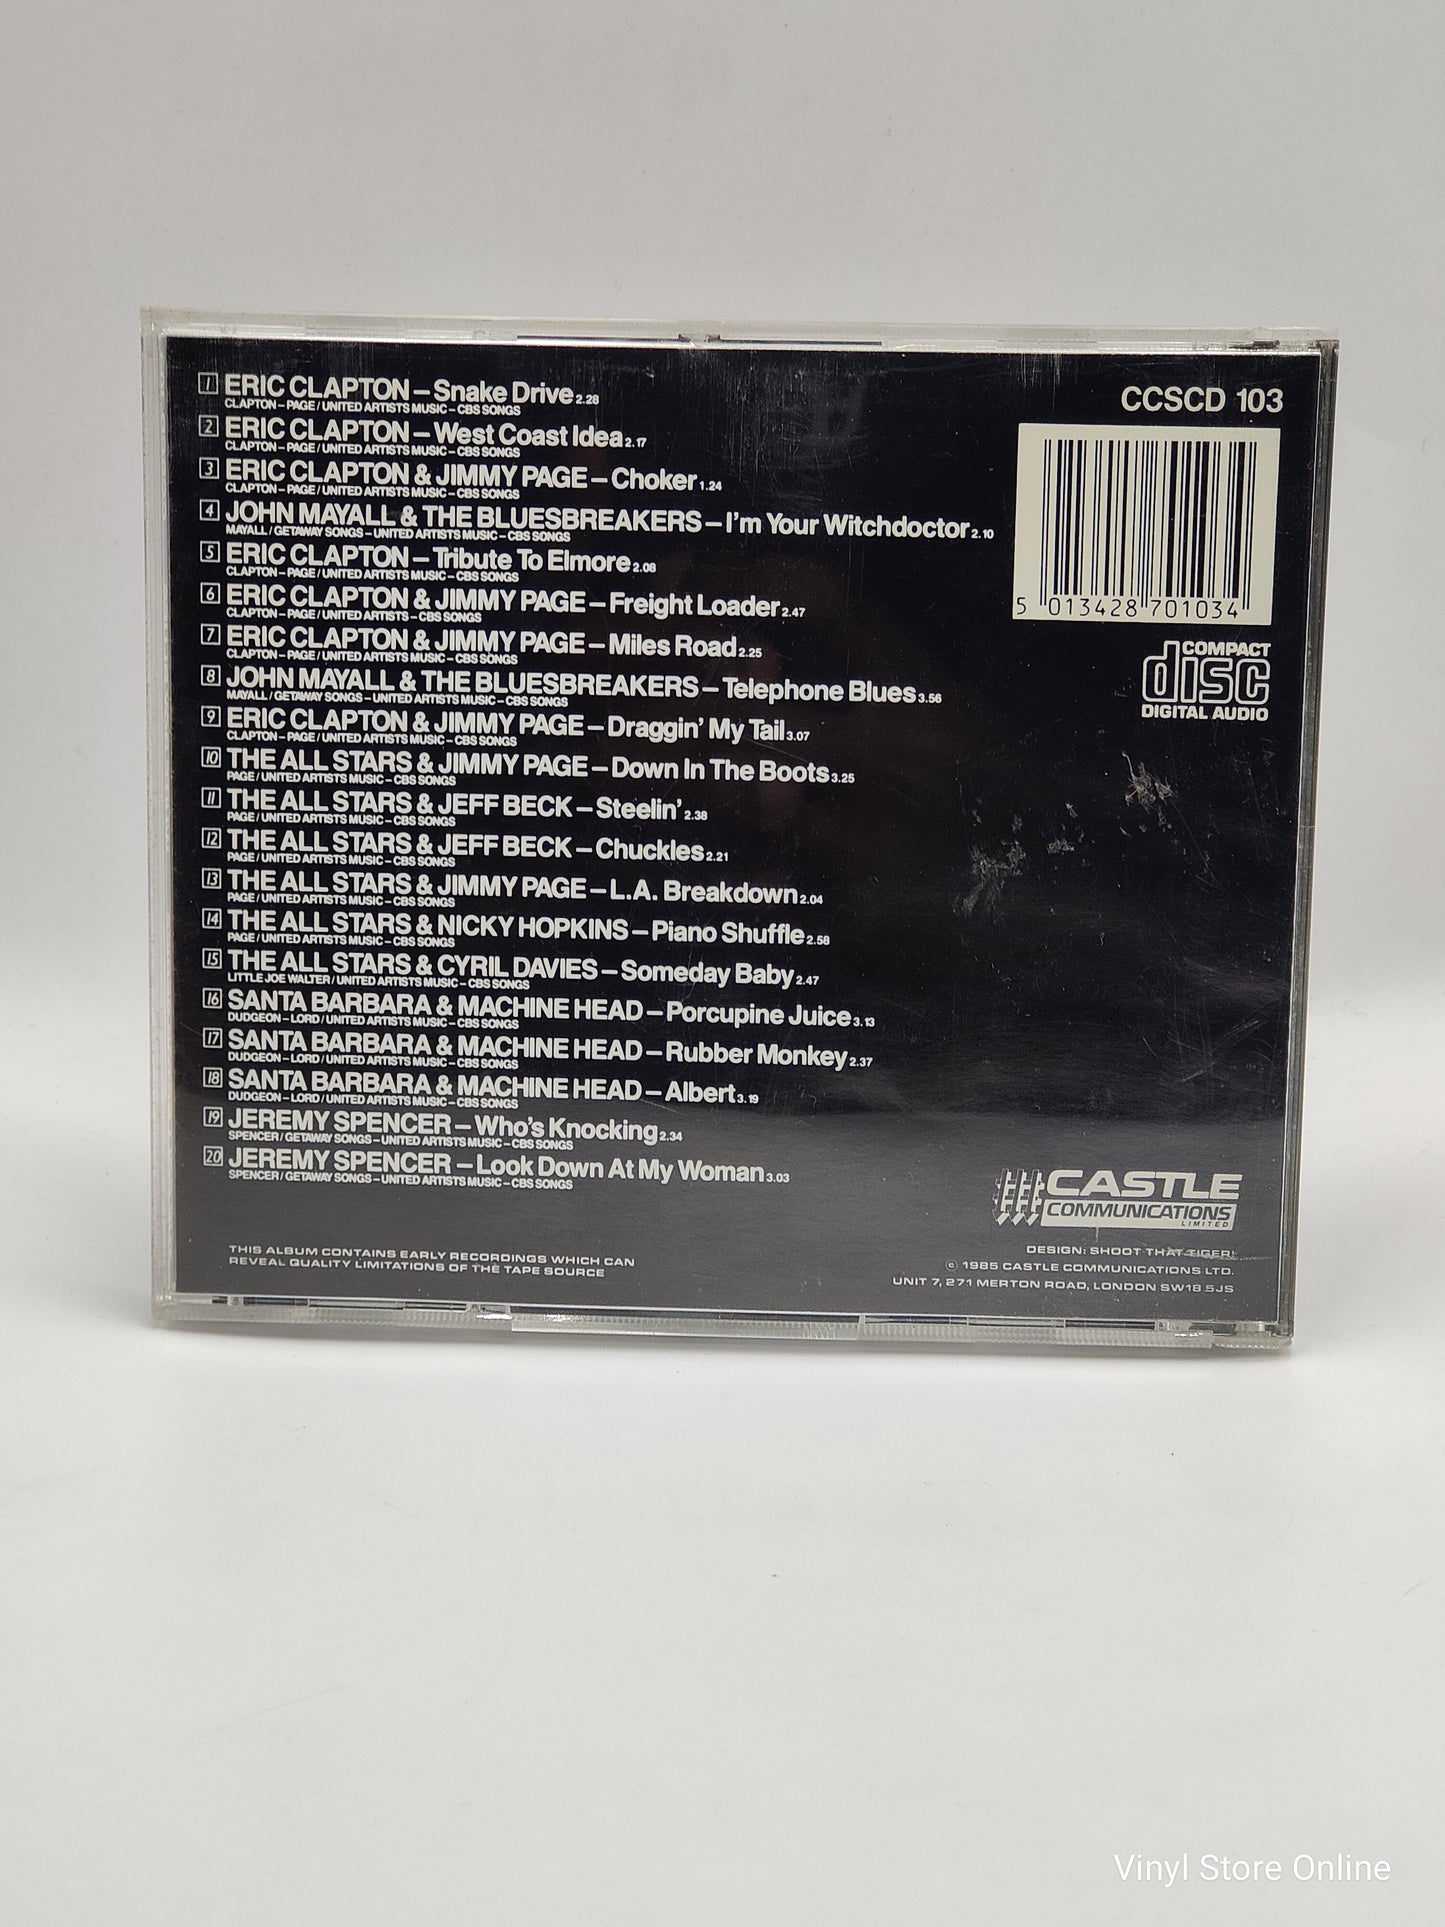 1 ERIC CLAPTON – Snake Drive 2.28
CLAPTON – PAGE / UNITED ARTISTS MUSIC – CBS SONGS
2 ERIC CLAPTON – West Coast Idea 2.17
CLAPTON – PAGE / UNITED ARTISTS MUSIC – CBS SONGS
3 ERIC CLAPTON & JIMMY PAGE – Choker 1.24
CLAPTON – PAGE / UNITED ARTISTS MUSIC – CBS SONGS
4 JOHN MAYALL & THE BLUESBREAKERS – I'm Your Witchdoctor 2.10
MAYALL / GETAWAY SONGS – UNITED ARTISTS MUSIC – CBS SONGS
5 ERIC CLAPTON – Tribute To Elmore 2.08
CLAPTON – PAGE / UNITED ARTISTS MUSIC – CBS SONGS
6 ERIC CLAPTON & JIMMY PAGE – Freight Loader 2.47
CLAPTON – PAGE / UNITED ARTISTS – CBS SONGS
7 ERIC CLAPTON & JIMMY PAGE – Miles Road 2.25
CLAPTON – PAGE / UNITED ARTISTS MUSIC – CBS SONGS
8 JOHN MAYALL & THE BLUESBREAKERS – Telephone Blues 3.56
MAYALL / GETAWAY SONGS – UNITED ARTISTS MUSIC – CBS SONGS
9 ERIC CLAPTON & JIMMY PAGE – Draggin' My Tail 3.07
CLAPTON – PAGE / UNITED ARTISTS MUSIC – CBS SONGS
10 THE ALL STARS & JIMMY PAGE – Down In The Boots 3.25
PAGE / UNITED ARTISTS MUSIC – CBS SONGS
11 THE ALL STARS & JEFF BECK – Steelin' 2.38
PAGE / UNITED ARTISTS MUSIC – CBS SONGS
12 THE ALL STARS & JEFF BECK – Chuckles 2.21
PAGE / UNITED ARTISTS MUSIC – CBS SONGS
13 THE ALL STARS & JIMMY PAGE – L.A. Breakdown 2.04
PAGE / UNITED ARTISTS MUSIC – CBS SONGS
14 THE ALL STARS & NICKY HOPKINS – Piano Shuffle 2.58
PAGE / UNITED ARTISTS MUSIC – CBS SONGS
15 THE ALL STARS & CYRIL DAVIES – Someday Baby 2.47
LITTLE JOE WALTER / UNITED ARTISTS MUSIC – CBS SONGS
16 SANTA BARBARA & MACHINE HEAD – Porcupine Juice 3.13
DUDGEON – LORD / UNITED ARTISTS MUSIC – CBS SONGS
17 SANTA BARBARA & MACHINE HEAD – Rubber Monkey 2.37
DUDGEON – LORD / UNITED ARTISTS MUSIC – CBS SONGS
18 SANTA BARBARA & MACHINE HEAD – Albert 3.19
DUDGEON – LORD / UNITED ARTISTS MUSIC – CBS SONGS
19 JEREMY SPENCER – Who's Knocking 2.34
SPENCER / GETAWAY SONGS – UNITED ARTISTS MUSIC – CBS SONGS
20 JEREMY SPENCER – Look Down At My Woman 3.03
SPENCER / GETAWAY SONGS – UNITED ARTISTS MUSIC – CBS SONGS
THIS ALBUM CONTAINS EARLY RECORDINGS WHICH CAN
REVEAL QUALITY LIMITATIONS OF THE TAPE SOURCE
CCSCD 103
5 013428 701034
COMPACT
disc
DIGITAL AUDIO
CASTLE
COMMUNICATIONS
LIMITED
DESIGN: SHOOT THAT TIGER!
© 1985 CASTLE COMMUNICATIONS LTD.
UNIT 7, 271 MERTON ROAD, LONDON SW18 5JS
Vinyl Store Online